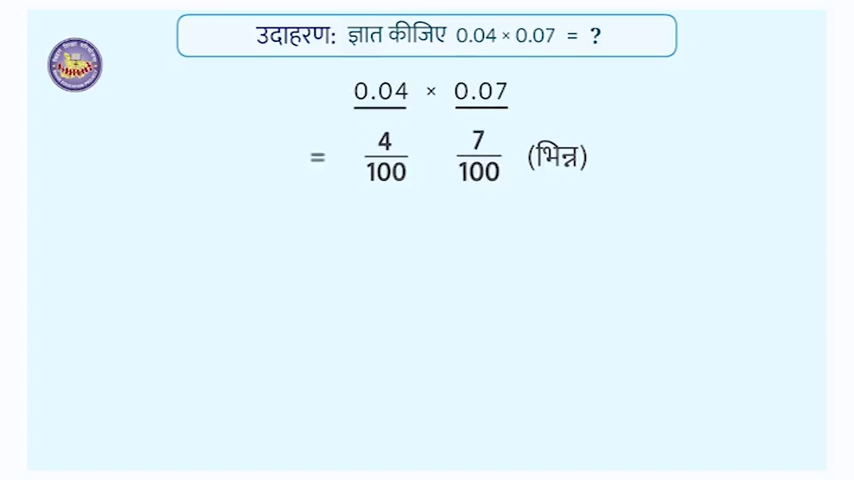 उदाहरण: ज्ञात कीजिए 0.04 × 0.07 = ?
0.04 × 0.07
= 4/100 7/100 (भिन्न)